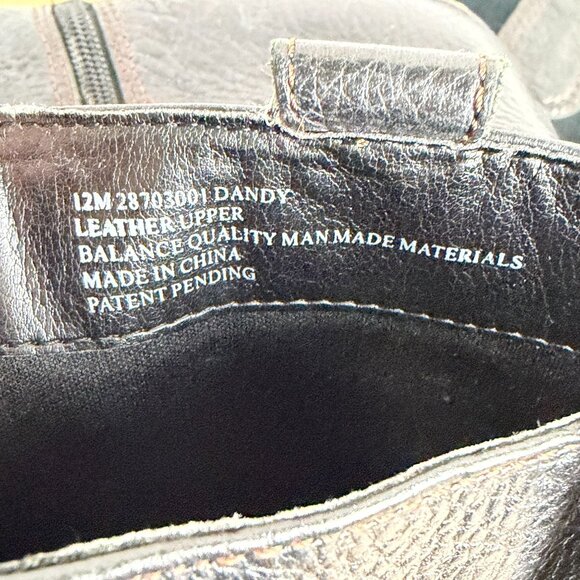 12M 28703001 DANDY
LEATHER UPPER
BALANCE QUALITY MAN MADE MATERIALS
MADE IN CHINA
PATENT PENDING